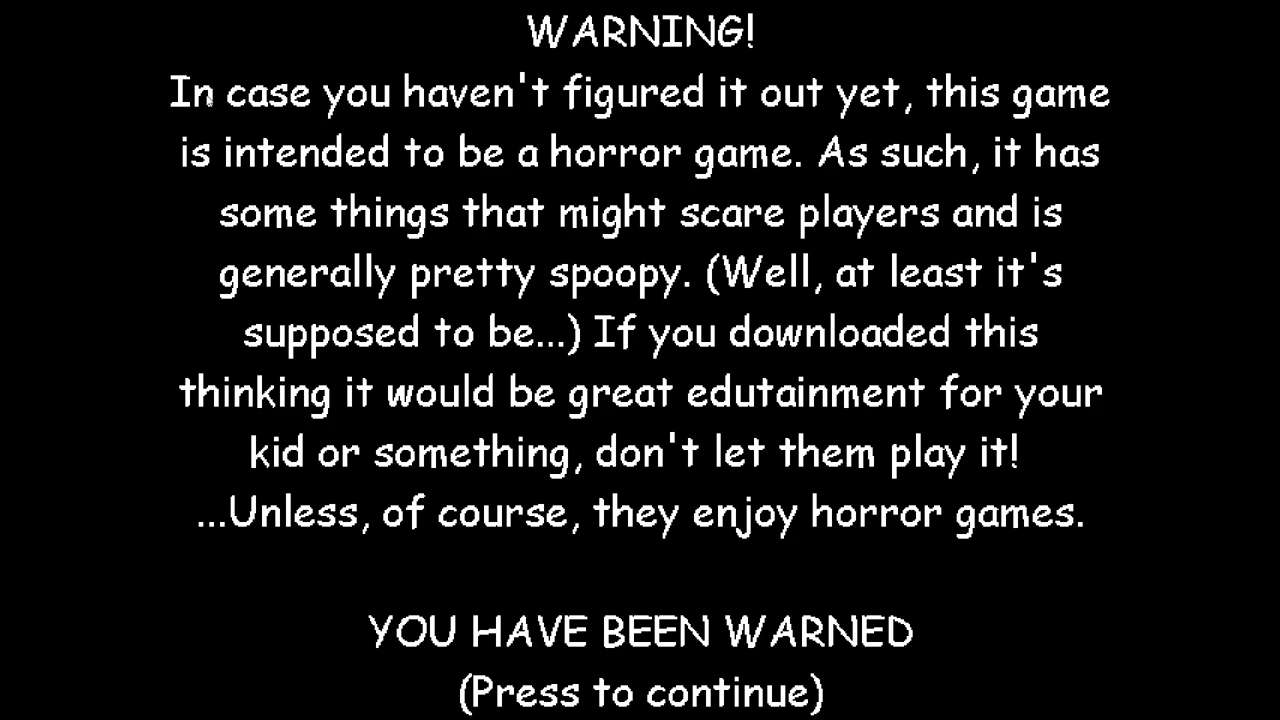 WARNING!
In case you haven't figured it out yet, this game
is intended to be a horror game. As such, it has
some things that might scare players and is
generally pretty spoopy. (Well, at least it's
supposed to be...) If you downloaded this
thinking it would be great edutainment for your
kid or something, don't let them play it!
...Unless, of course, they enjoy horror games.
YOU HAVE BEEN WARNED
(Press to continue)